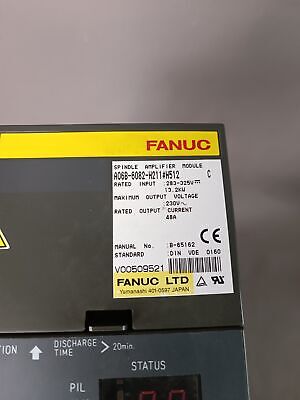 FANUC
SPINDLE AMPLIFIER MODULE
A06B-6082-H211#H512 C
RATED INPUT :283-325V
13.2kW
MAXIMUM OUTPUT VOLTAGE
230V~
RATED OUTPUT CURRENT
48A
MANUAL No. :B-65162
STANDARD :DIN VDE 0160
V00509521
FANUC LTD
Yamanashi 401-0597 JAPAN
CE
DISCHARGE
TIME > 20min.
STATUS
PIL